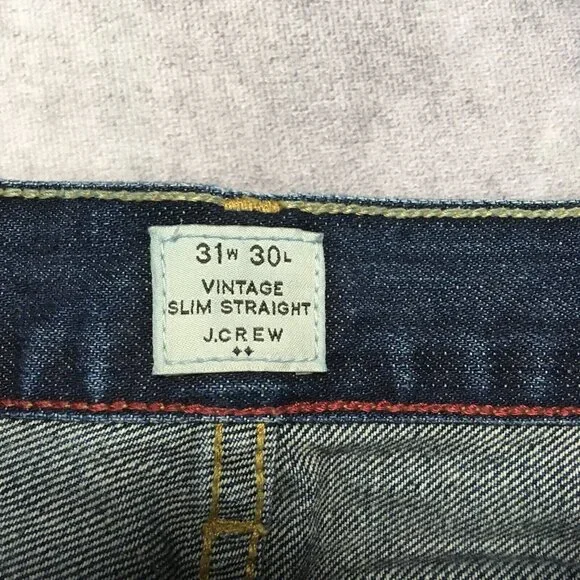 31W 30L
VINTAGE
SLIM STRAIGHT
J.CREW